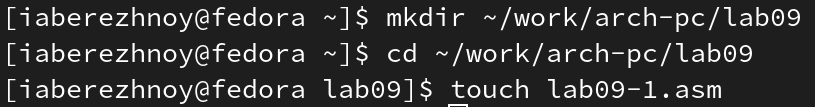 [iaberezhnoy@fedora ~]$ mkdir ~/work/arch-pc/lab09
[iaberezhnoy@fedora ~]$ cd ~/work/arch-pc/lab09
[iaberezhnoy@fedora lab09]$ touch lab09-1.asm